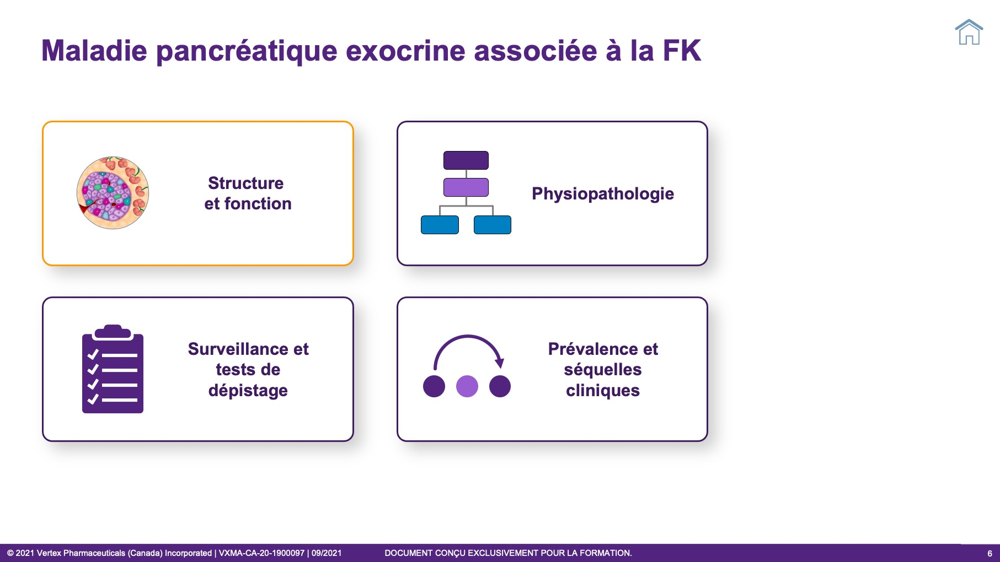 Maladie pancréatique exocrine associée à la FK
Structure
et fonction
Physiopathologie
Surveillance et
tests de
dépistage
Prévalence et
séquelles
cliniques
© 2021 Vertex Pharmaceuticals (Canada) Incorporated | VXMA-CA-20-1900097 | 09/2021
DOCUMENT CONÇU EXCLUSIVEMENT POUR LA FORMATION.
6